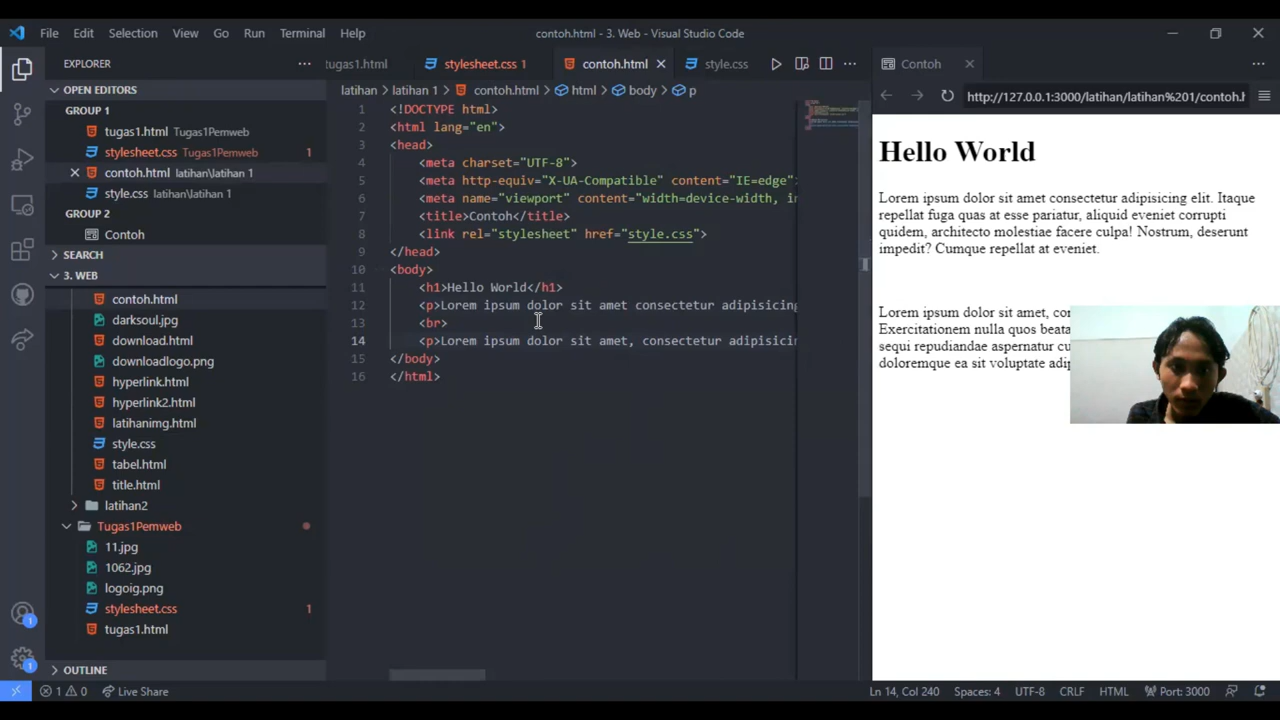 File Edit Selection View Go Run Terminal Help
contoh.html - 3. Web - Visual Studio Code
EXPLORER
OPEN EDITORS
GROUP 1
tugas1.html Tugas1Pemweb
stylesheet.css Tugas1Pemweb 1
contoh.html latihan\latihan 1
style.css latihan\latihan 1
GROUP 2
Contoh
SEARCH
3. WEB
contoh.html
darksoul.jpg
download.html
downloadlogo.png
hyperlink.html
hyperlink2.html
latihanimg.html
style.css
tabel.html
title.html
latihan2
Tugas1Pemweb
11.jpg
1062.jpg
logoig.png
stylesheet.css 1
tugas1.html
OUTLINE
tugas1.html stylesheet.css 1 contoh.html style.css
latihan latihan 1 contoh.html html body p
1 <!DOCTYPE html>
2 <html lang="en">
3 <head>
4 <meta charset="UTF-8">
5 <meta http-equiv="X-UA-Compatible" content="IE=edge"
6 <meta name="viewport" content="width=device-width,
7 <title>Contoh</title>
8 <link rel="stylesheet" href="style.css">
9 </head>
10 <body>
11 <h1>Hello World</h1>
12 <p>Lorem ipsum dolor sit amet consectetur adipisicing
13 <br>
14 <p>Lorem ipsum dolor sit amet, consectetur adipisicin
15 </body>
16 </html>
Contoh
http://127.0.0.1:3000/latihan/latihan%201/contoh.h
Hello World
Lorem ipsum dolor sit amet consectetur adipisicing elit. Itaque
repellat fuga quas at esse pariatur, aliquid eveniet corrupti
quidem, architecto molestiae facere culpa! Nostrum, deserunt
impedit? Cumque repellat at eveniet.
Lorem ipsum dolor sit amet, con
Exercitationem nulla quos beata
sequi repudiandae aspernatur cu
doloremque ea sit voluptate adip
1
1
1 0 Live Share
Ln 14, Col 240 Spaces: 4 UTF-8 CRLF HTML Port: 3000